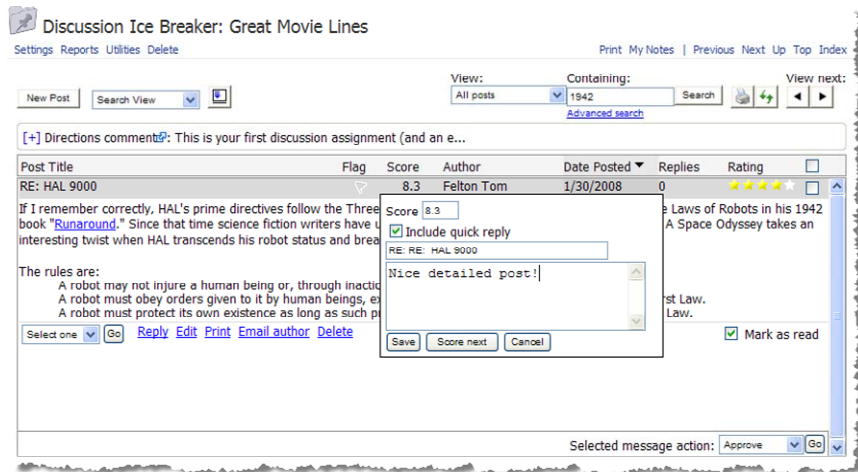 Discussion Ice Breaker: Great Movie Lines
Settings Reports Utilities Delete
Print My Notes | Previous Next Up Top Index
View: Containing: View next:
New Post Search View All posts 1942 Search
Advanced search
[+] Directions comment: This is your first discussion assignment (and an e...
Post Title Flag Score Author Date Posted Replies Rating
RE: HAL 9000 8.3 Felton Tom 1/30/2008 0
If I remember correctly, HAL's prime directives follow the Three e Laws of Robots in his 1942
book "Runaround." Since that time science fiction writers have u A Space Odyssey takes an
interesting twist when HAL transcends his robot status and brea
The rules are:
A robot may not injure a human being or, through inactio
A robot must obey orders given to it by human beings, ex rst Law.
A robot must protect its own existence as long as such pr Law.
Score 8.3
Include quick reply
RE: RE: HAL 9000
Nice detailed post!
Save Score next Cancel
Select one Go Reply Edit Print Email author Delete Mark as read
Selected message action: Approve Go